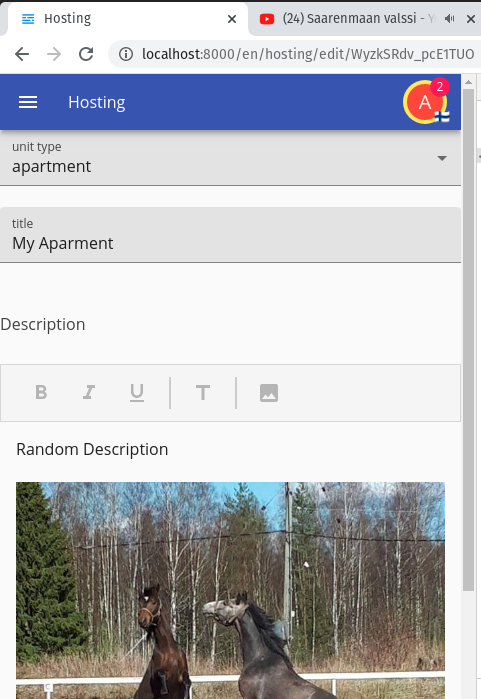 Hosting
(24) Saarenmaan valssi - Y
localhost:8000/en/hosting/edit/WyzkSRdv_pcE1TUO
Hosting
A
2
unit type
apartment
title
My Aparment
Description
B I U T
Random Description